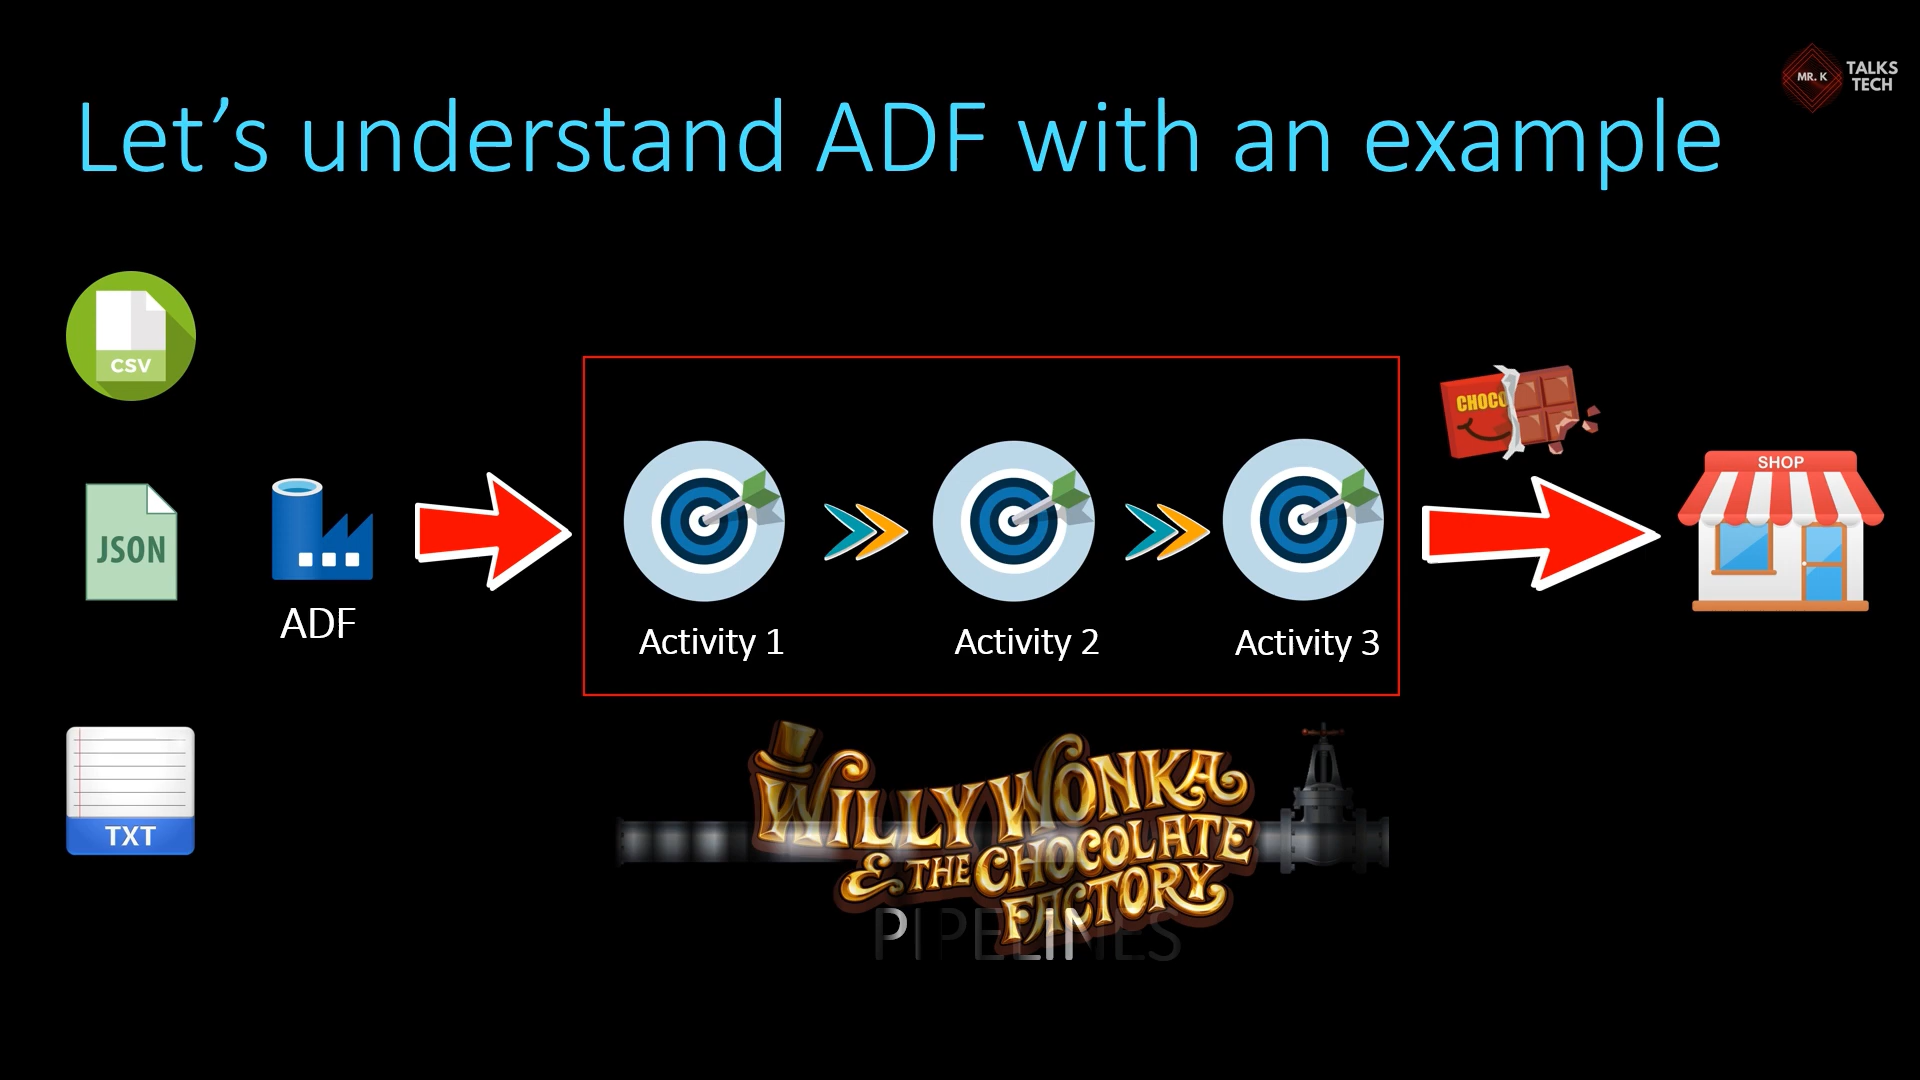 MR. K
TALKS
TECH
Let's understand ADF with an example
CSV
JSON
TXT
ADF
Activity 1
Activity 2
Activity 3
CHOCO
SHOP
WILLY WONKA
& THE CHOCOLATE
FACTORY
PIPELINES